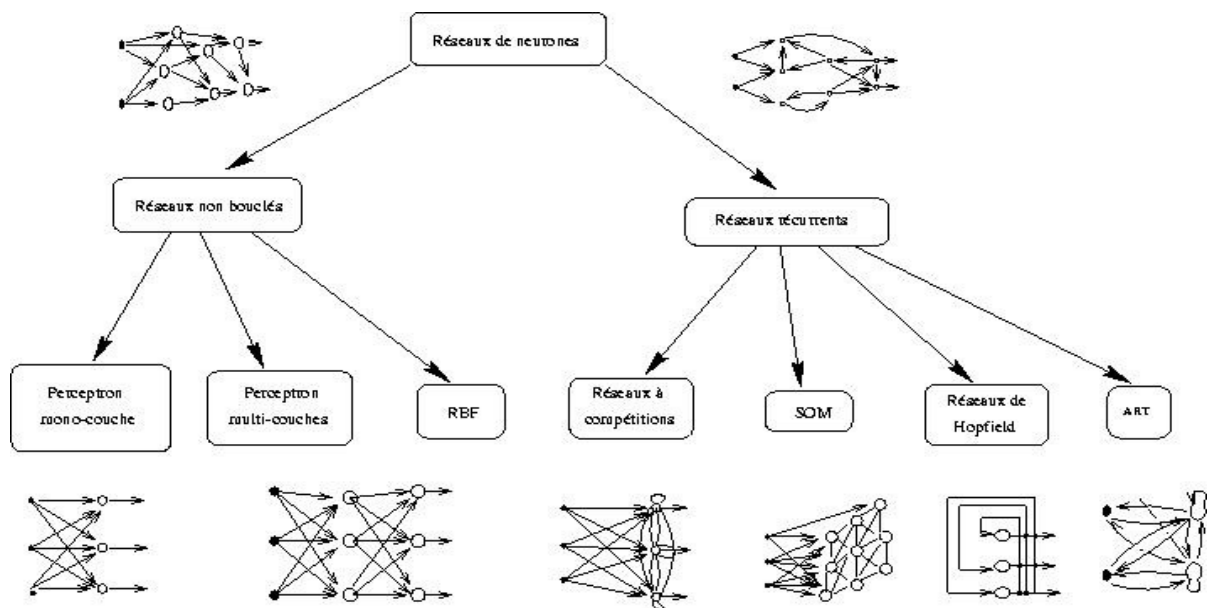 Réseaux de neurones
Réseaux non bouclés
Réseaux récurrents
Perceptron
mono-couche
Perceptron
multi-couches
RBF
Réseaux à
compétitions
SOM
Réseaux de
Hopfield
ART